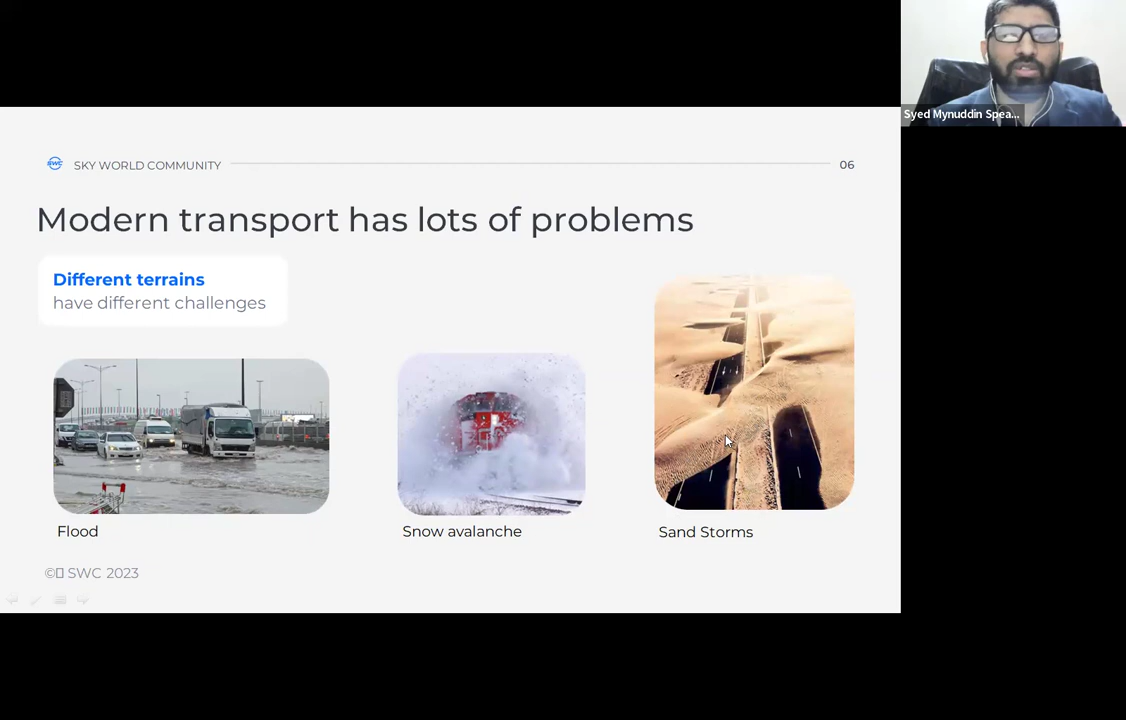 Syed Mynuddin Spea...
SWC
SKY WORLD COMMUNITY
06
Modern transport has lots of problems
Different terrains
have different challenges
Flood
Snow avalanche
Sand Storms
©▯ SWC 2023